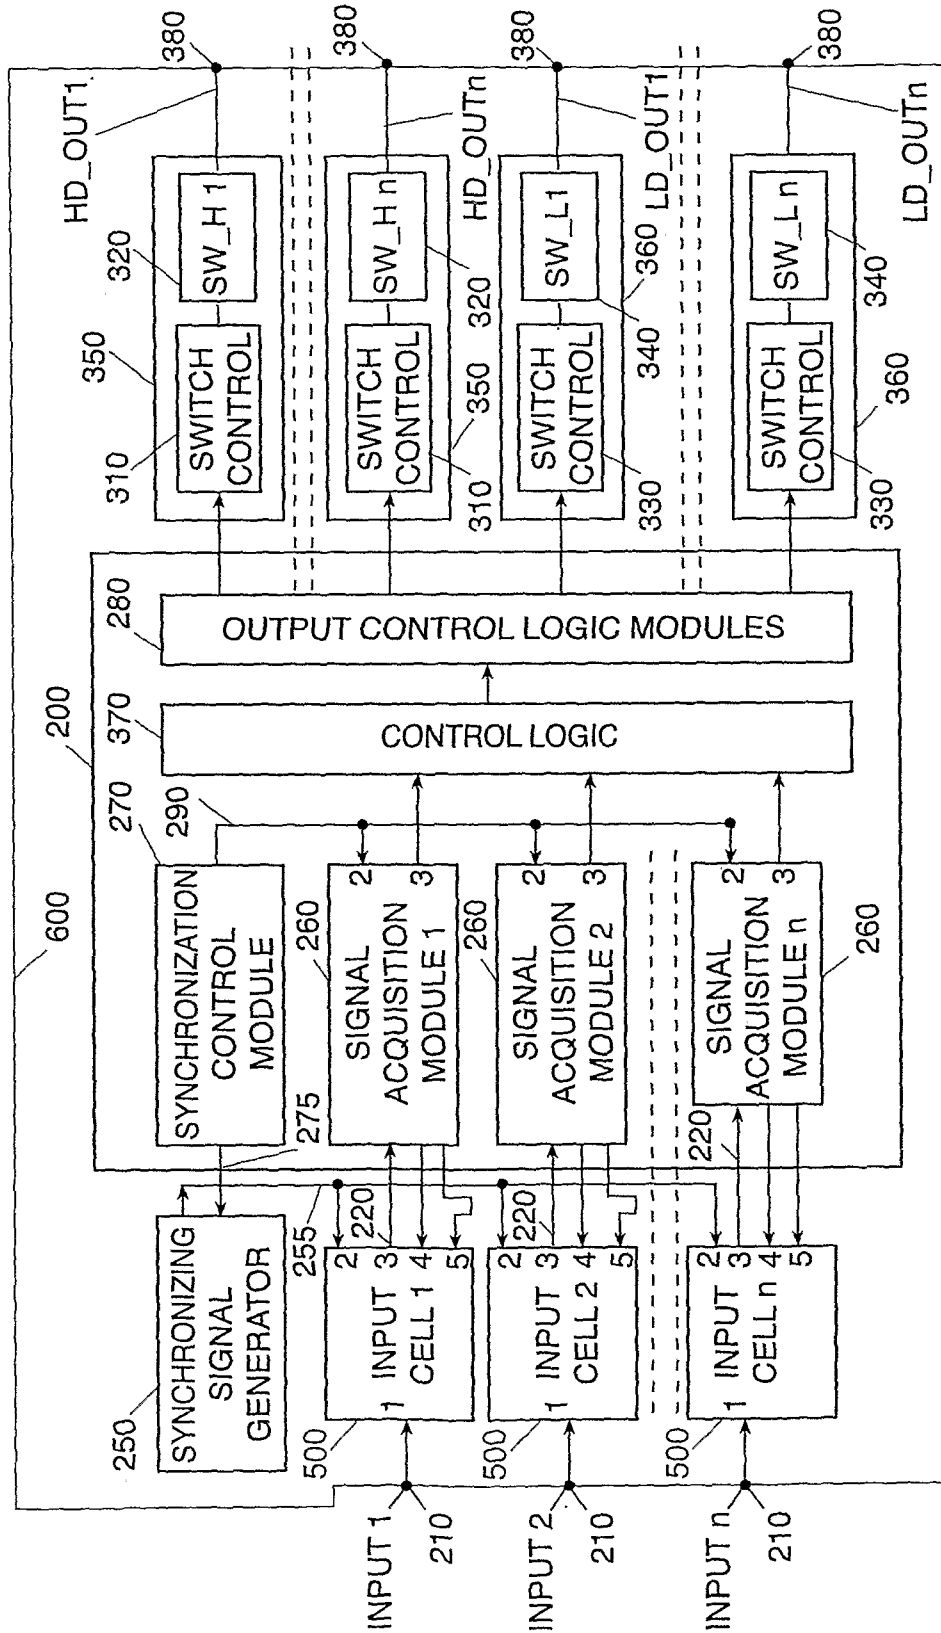 600
200
250
SYNCHRONIZING
SIGNAL
GENERATOR
275
SYNCHRONIZATION
CONTROL
MODULE
270
290
370
280
255
INPUT 1
210
500
1
INPUT
CELL 1
2
3
4
5
220
SIGNAL
ACQUISITION
MODULE 1
260
2
3
INPUT 2
210
500
1
INPUT
CELL 2
2
3
4
5
220
SIGNAL
ACQUISITION
MODULE 2
260
2
3
INPUT n
210
500
1
INPUT
CELL n
2
3
4
5
220
SIGNAL
ACQUISITION
MODULE n
260
2
3
CONTROL LOGIC
OUTPUT CONTROL LOGIC MODULES
310
350
320
SWITCH
CONTROL
SW_H 1
HD_OUT1
380
SWITCH
CONTROL
SW_H n
310
350
320
HD_OUTn
380
SWITCH
CONTROL
SW_L1
330
340
360
LD_OUT1
380
SWITCH
CONTROL
SW_L n
330
360
340
LD_OUTn
380